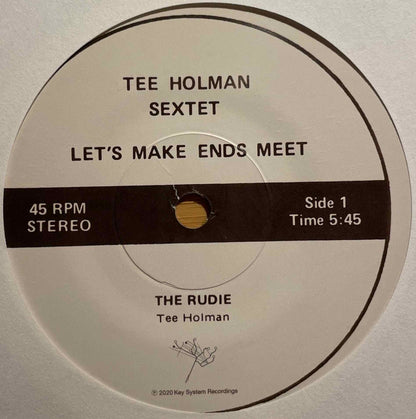 TEE HOLMAN
SEXTET
LET'S MAKE ENDS MEET
45 RPM
STEREO
Side 1
Time 5:45
THE RUDIE
Tee Holman
℗ 2020 Key System Recordings